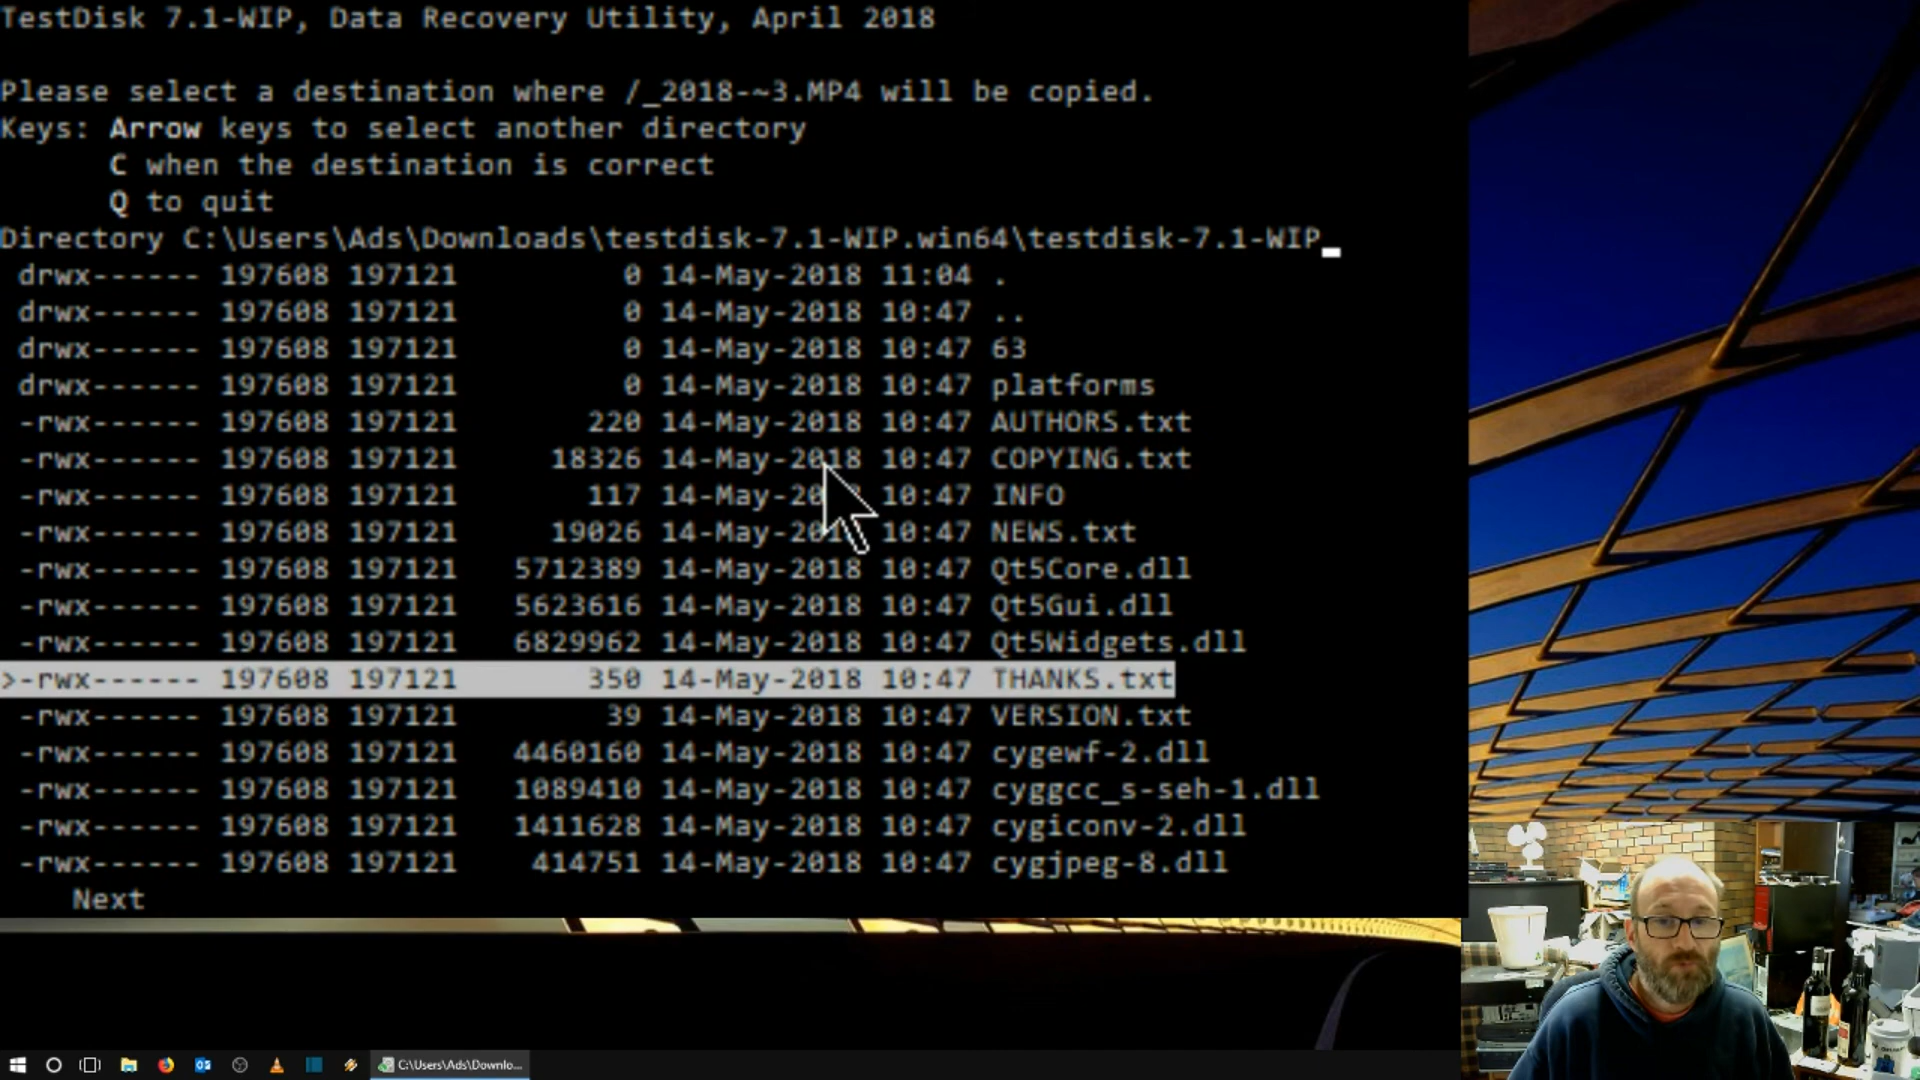 TestDisk 7.1-WIP, Data Recovery Utility, April 2018
Please select a destination where /_2018-~3.MP4 will be copied.
Keys: Arrow keys to select another directory
C when the destination is correct
Q to quit
Directory C:\Users\Ads\Downloads\testdisk-7.1-WIP.win64\testdisk-7.1-WIP_
drwx------ 197608 197121 0 14-May-2018 11:04 .
drwx------ 197608 197121 0 14-May-2018 10:47 ..
drwx------ 197608 197121 0 14-May-2018 10:47 63
drwx------ 197608 197121 0 14-May-2018 10:47 platforms
-rwx------ 197608 197121 220 14-May-2018 10:47 AUTHORS.txt
-rwx------ 197608 197121 18326 14-May-2018 10:47 COPYING.txt
-rwx------ 197608 197121 117 14-May-2018 10:47 INFO
-rwx------ 197608 197121 19026 14-May-2018 10:47 NEWS.txt
-rwx------ 197608 197121 5712389 14-May-2018 10:47 Qt5Core.dll
-rwx------ 197608 197121 5623616 14-May-2018 10:47 Qt5Gui.dll
-rwx------ 197608 197121 6829962 14-May-2018 10:47 Qt5Widgets.dll
>-rwx------ 197608 197121 350 14-May-2018 10:47 THANKS.txt
-rwx------ 197608 197121 39 14-May-2018 10:47 VERSION.txt
-rwx------ 197608 197121 4460160 14-May-2018 10:47 cygewf-2.dll
-rwx------ 197608 197121 1089410 14-May-2018 10:47 cyggcc_s-seh-1.dll
-rwx------ 197608 197121 1411628 14-May-2018 10:47 cygiconv-2.dll
-rwx------ 197608 197121 414751 14-May-2018 10:47 cygjpeg-8.dll
Next
C:\Users\Ads\Downlo...